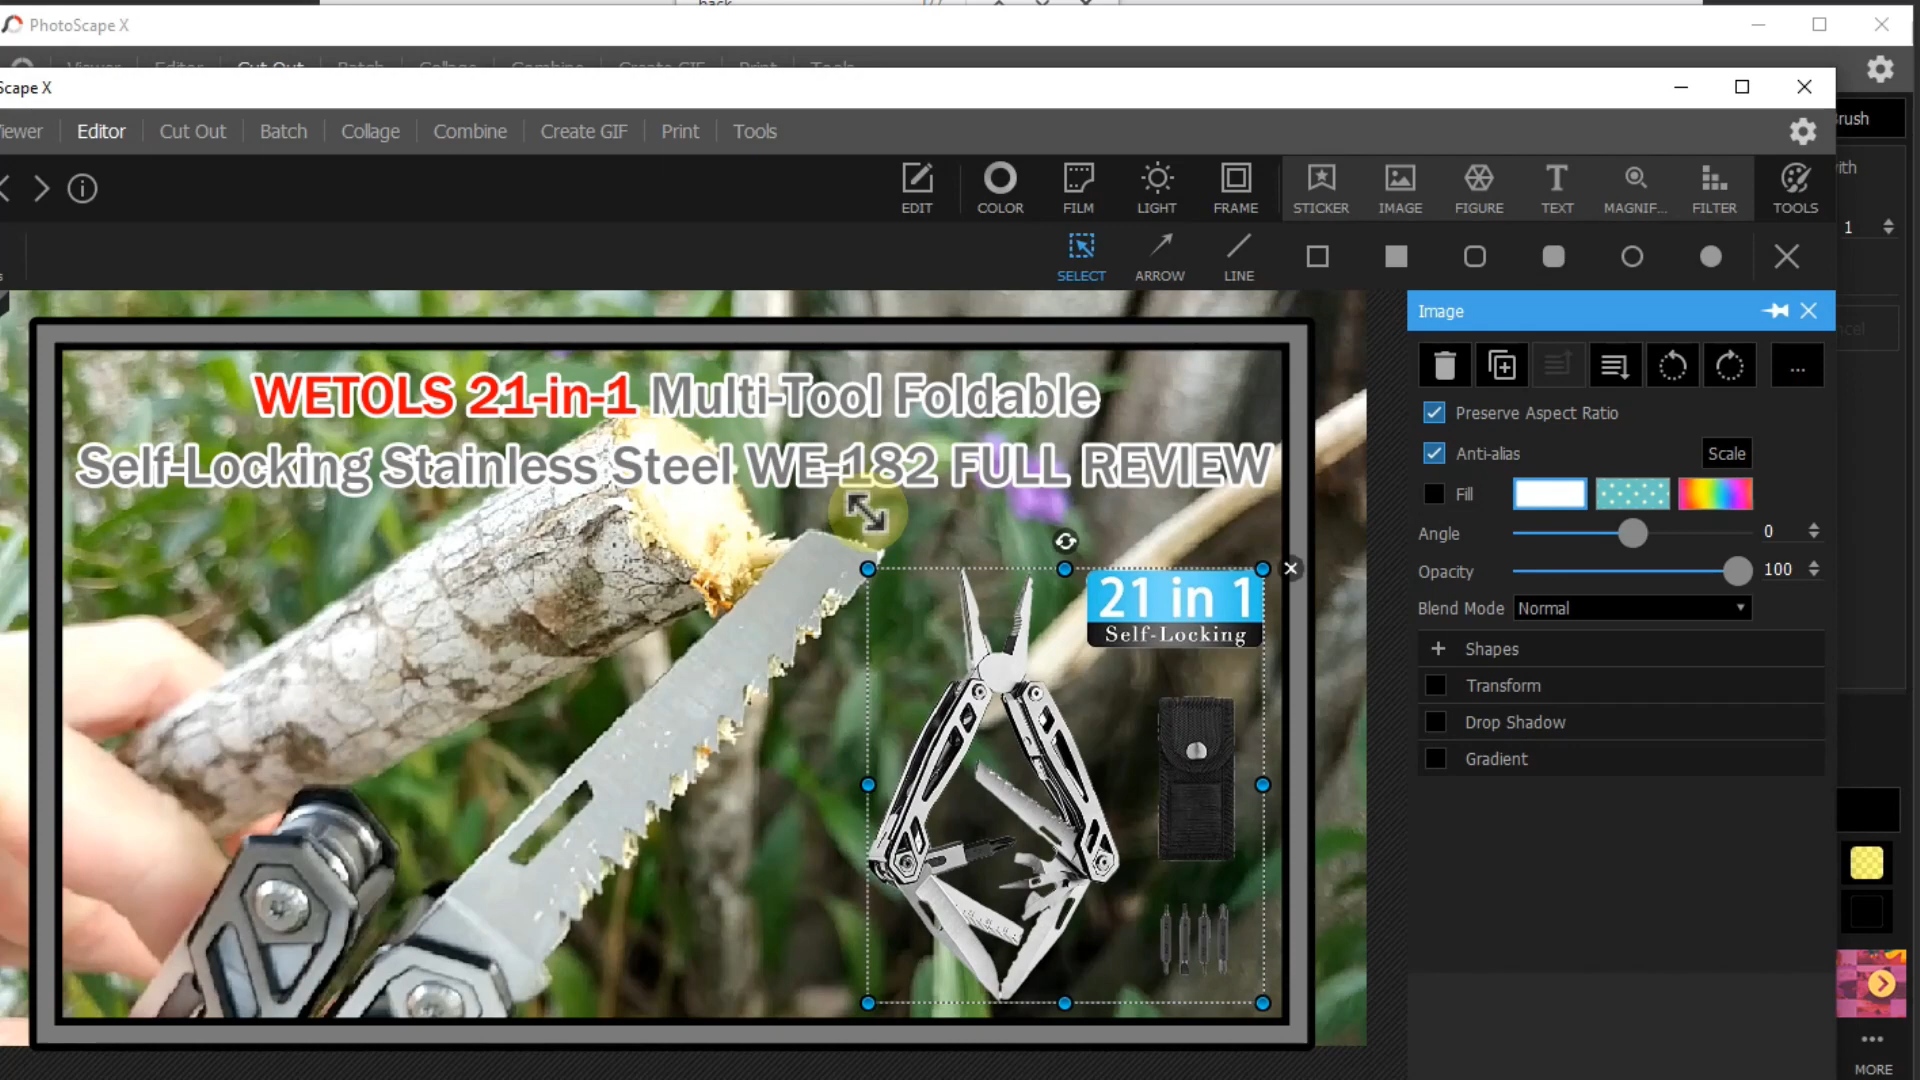 PhotoScape X
Cut Out
Scape X
iewer Editor Cut Out Batch Collage Combine Create GIF Print Tools
Brush
EDIT COLOR FILM LIGHT FRAME STICKER IMAGE FIGURE TEXT MAGNIF... FILTER TOOLS
1
SELECT ARROW LINE
Image
...
Preserve Aspect Ratio
Anti-alias Scale
Fill
Angle 0
Opacity 100
Blend Mode Normal
Shapes
Transform
Drop Shadow
Gradient
WETOLS 21-in-1 Multi-Tool Foldable
Self-Locking Stainless Steel WE-182 FULL REVIEW
21 in 1
Self-Locking
MORE